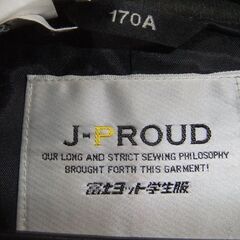 170A
J-PROUD
OUR LONG AND STRICT SEWING PHILOSOPHY
BROUGHT FORTH THIS GARMENT!
富士ヨット学生服